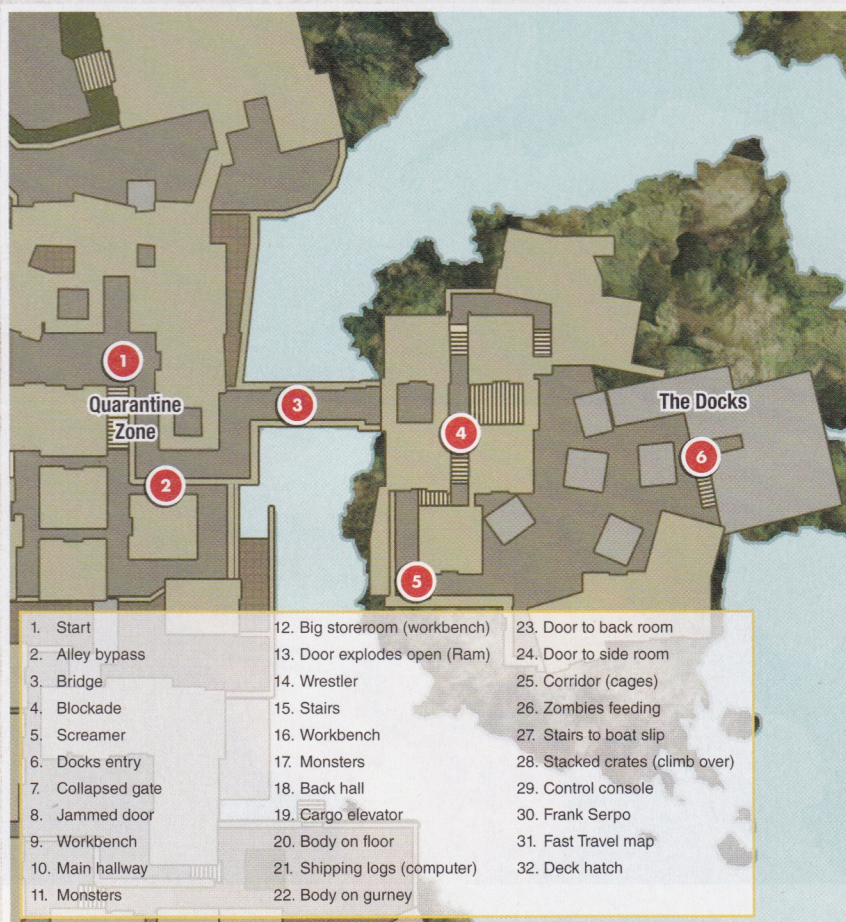 1
Quarantine
Zone
2
3
4
5
The Docks
6
1. Start
2. Alley bypass
3. Bridge
4. Blockade
5. Screamer
6. Docks entry
7. Collapsed gate
8. Jammed door
9. Workbench
10. Main hallway
11. Monsters
12. Big storeroom (workbench)
13. Door explodes open (Ram)
14. Wrestler
15. Stairs
16. Workbench
17. Monsters
18. Back hall
19. Cargo elevator
20. Body on floor
21. Shipping logs (computer)
22. Body on gurney
23. Door to back room
24. Door to side room
25. Corridor (cages)
26. Zombies feeding
27. Stairs to boat slip
28. Stacked crates (climb over)
29. Control console
30. Frank Serpo
31. Fast Travel map
32. Deck hatch